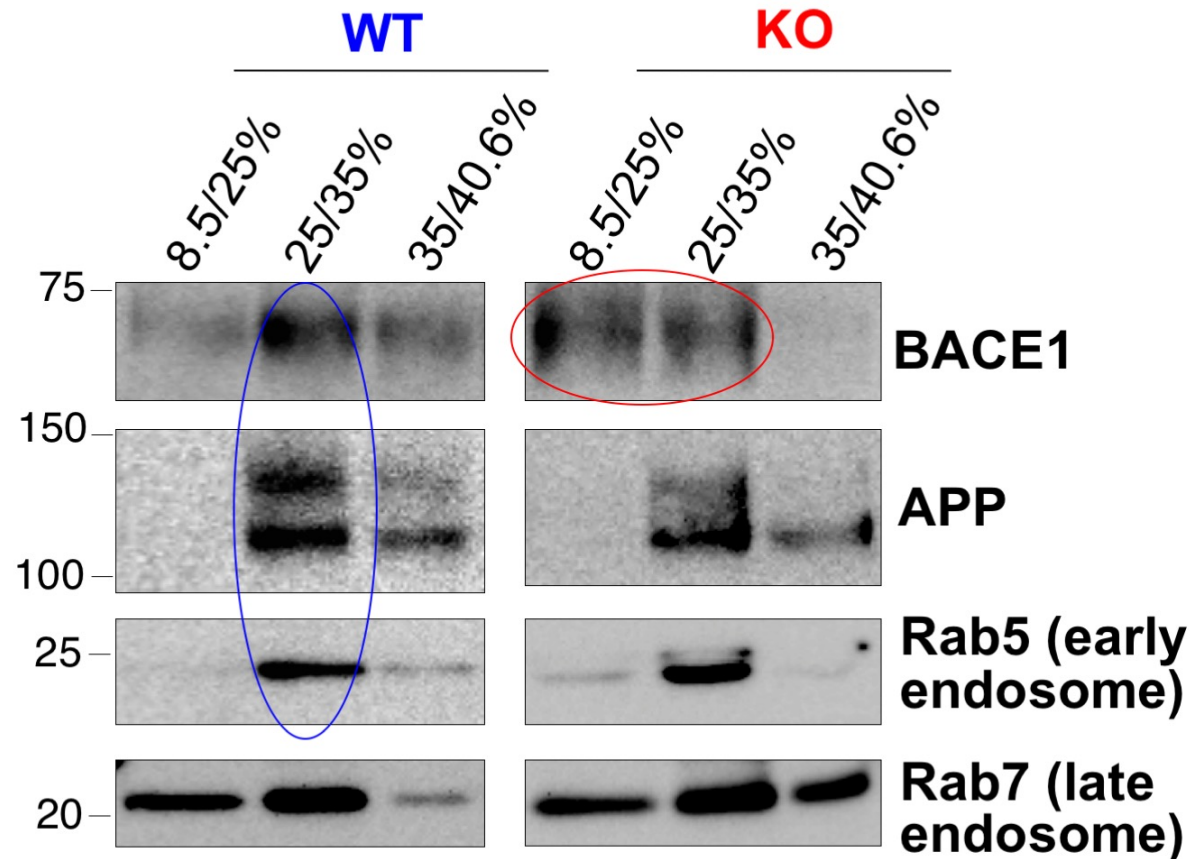 WT KO
8.5/25% 25/35% 35/40.6% 8.5/25% 25/35% 35/40.6%
75
BACE1
150
APP
100
25
Rab5 (early
endosome)
20
Rab7 (late
endosome)